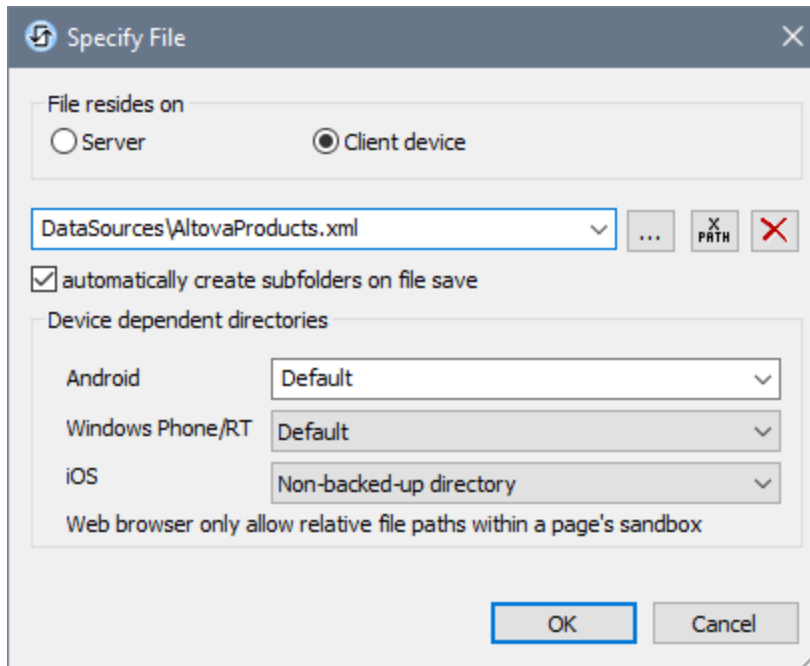 Specify File
File resides on
Server
Client device
DataSources\AltovaProducts.xml
...
X
PATH
automatically create subfolders on file save
Device dependent directories
Android
Default
Windows Phone/RT
Default
iOS
Non-backed-up directory
Web browser only allow relative file paths within a page's sandbox
OK
Cancel